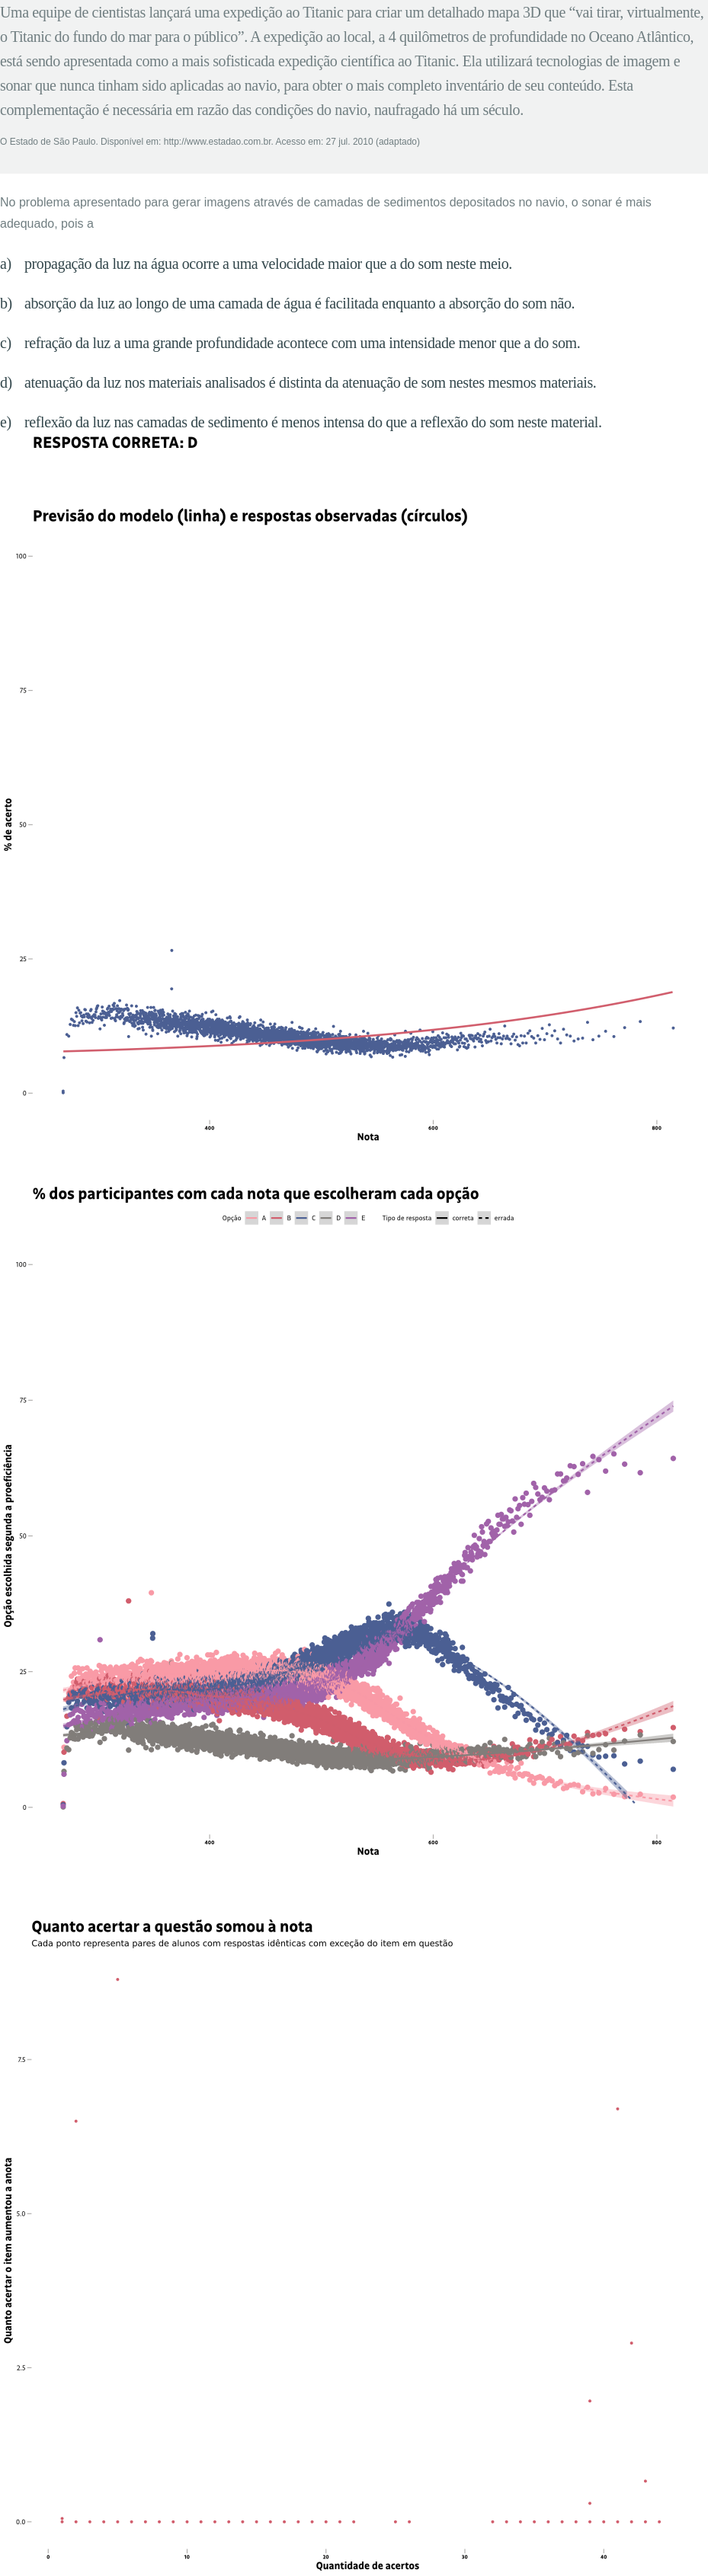 Uma equipe de cientistas lançará uma expedição ao Titanic para criar um detalhado mapa 3D que “vai tirar, virtualmente,
o Titanic do fundo do mar para o público”. A expedição ao local, a 4 quilômetros de profundidade no Oceano Atlântico,
está sendo apresentada como a mais sofisticada expedição científica ao Titanic. Ela utilizará tecnologias de imagem e
sonar que nunca tinham sido aplicadas ao navio, para obter o mais completo inventário de seu conteúdo. Esta
complementação é necessária em razão das condições do navio, naufragado há um século.
O Estado de São Paulo. Disponível em: http://www.estadao.com.br. Acesso em: 27 jul. 2010 (adaptado)
No problema apresentado para gerar imagens através de camadas de sedimentos depositados no navio, o sonar é mais
adequado, pois a
a) propagação da luz na água ocorre a uma velocidade maior que a do som neste meio.
b) absorção da luz ao longo de uma camada de água é facilitada enquanto a absorção do som não.
c) refração da luz a uma grande profundidade acontece com uma intensidade menor que a do som.
d) atenuação da luz nos materiais analisados é distinta da atenuação de som nestes mesmos materiais.
e) reflexão da luz nas camadas de sedimento é menos intensa do que a reflexão do som neste material.
RESPOSTA CORRETA: D
Previsão do modelo (linha) e respostas observadas (círculos)
100
75
% de acerto
50
25
0
400 600 800
Nota
% dos participantes com cada nota que escolheram cada opção
Opção A B C D E Tipo de resposta correta errada
100
75
Opção escolhida segunda a proeficiência
50
25
0
400 600 800
Nota
Quanto acertar a questão somou à nota
Cada ponto representa pares de alunos com respostas idênticas com exceção do item em questão
7.5
Quanto acertar o item aumentou a anota
5.0
2.5
0.0
0 10 20 30 40
Quantidade de acertos